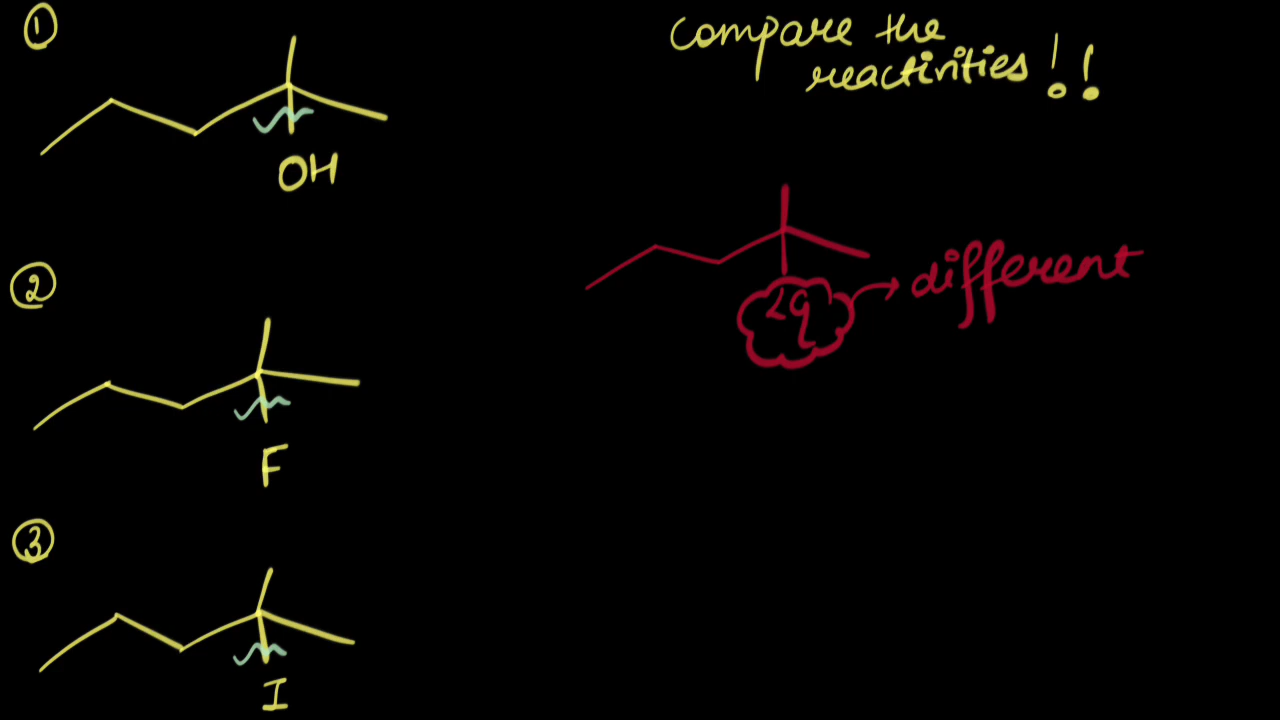 1
OH
compare the
reactivities!!
Lg → different
2
F
3
I